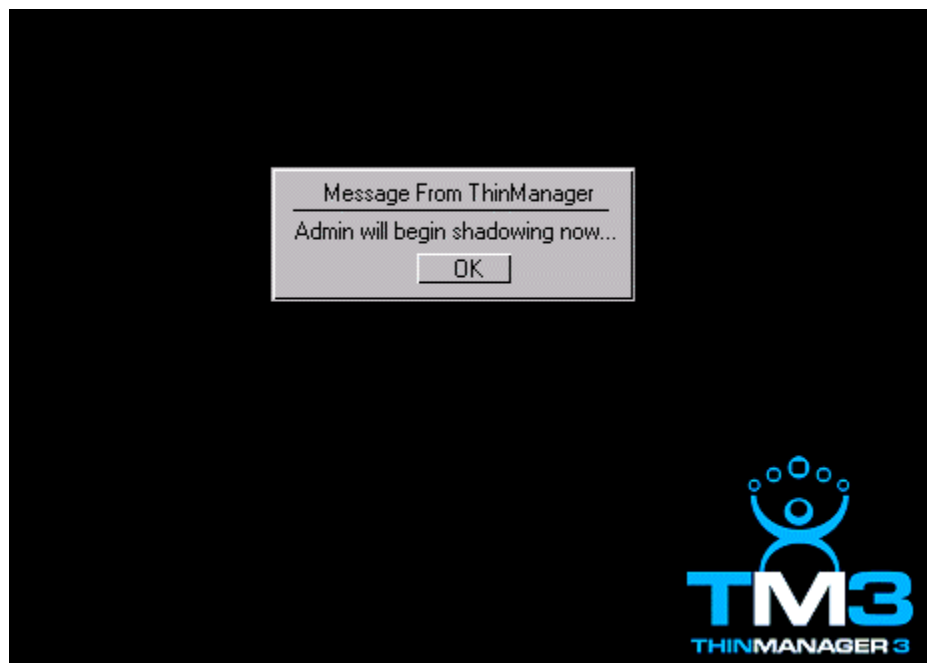 Message From ThinManager
Admin will begin shadowing now...
OK
TM3
THINMANAGER 3